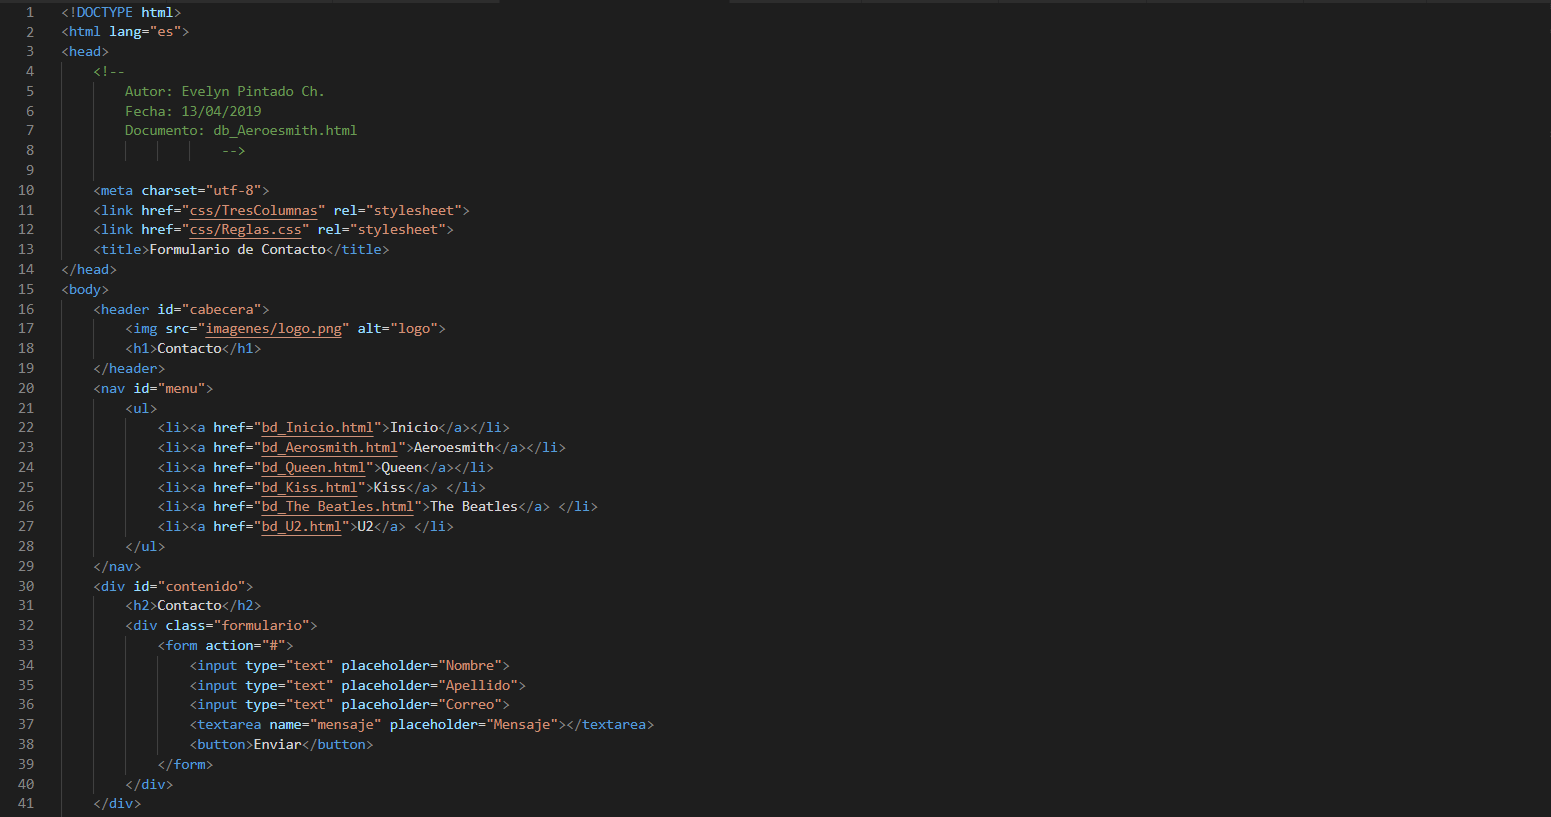 1 <!DOCTYPE html>
2 <html lang="es">
3 <head>
4 <!--
5 Autor: Evelyn Pintado Ch.
6 Fecha: 13/04/2019
7 Documento: db_Aeroesmith.html
8 -->
9
10 <meta charset="utf-8">
11 <link href="css/TresColumnas" rel="stylesheet">
12 <link href="css/Reglas.css" rel="stylesheet">
13 <title>Formulario de Contacto</title>
14 </head>
15 <body>
16 <header id="cabecera">
17 <img src="imagenes/logo.png" alt="logo">
18 <h1>Contacto</h1>
19 </header>
20 <nav id="menu">
21 <ul>
22 <li><a href="bd_Inicio.html">Inicio</a></li>
23 <li><a href="bd_Aerosmith.html">Aeroesmith</a></li>
24 <li><a href="bd_Queen.html">Queen</a></li>
25 <li><a href="bd_Kiss.html">Kiss</a> </li>
26 <li><a href="bd_The Beatles.html">The Beatles</a> </li>
27 <li><a href="bd_U2.html">U2</a> </li>
28 </ul>
29 </nav>
30 <div id="contenido">
31 <h2>Contacto</h2>
32 <div class="formulario">
33 <form action="#">
34 <input type="text" placeholder="Nombre">
35 <input type="text" placeholder="Apellido">
36 <input type="text" placeholder="Correo">
37 <textarea name="mensaje" placeholder="Mensaje"></textarea>
38 <button>Enviar</button>
39 </form>
40 </div>
41 </div>